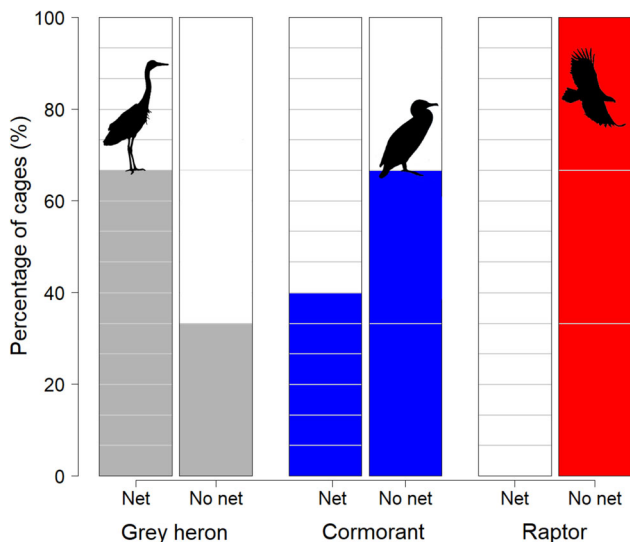 Percentage of cages (%)
100
80
60
40
20
0
Net
No net
Net
No net
Net
No net
Grey heron
Cormorant
Raptor